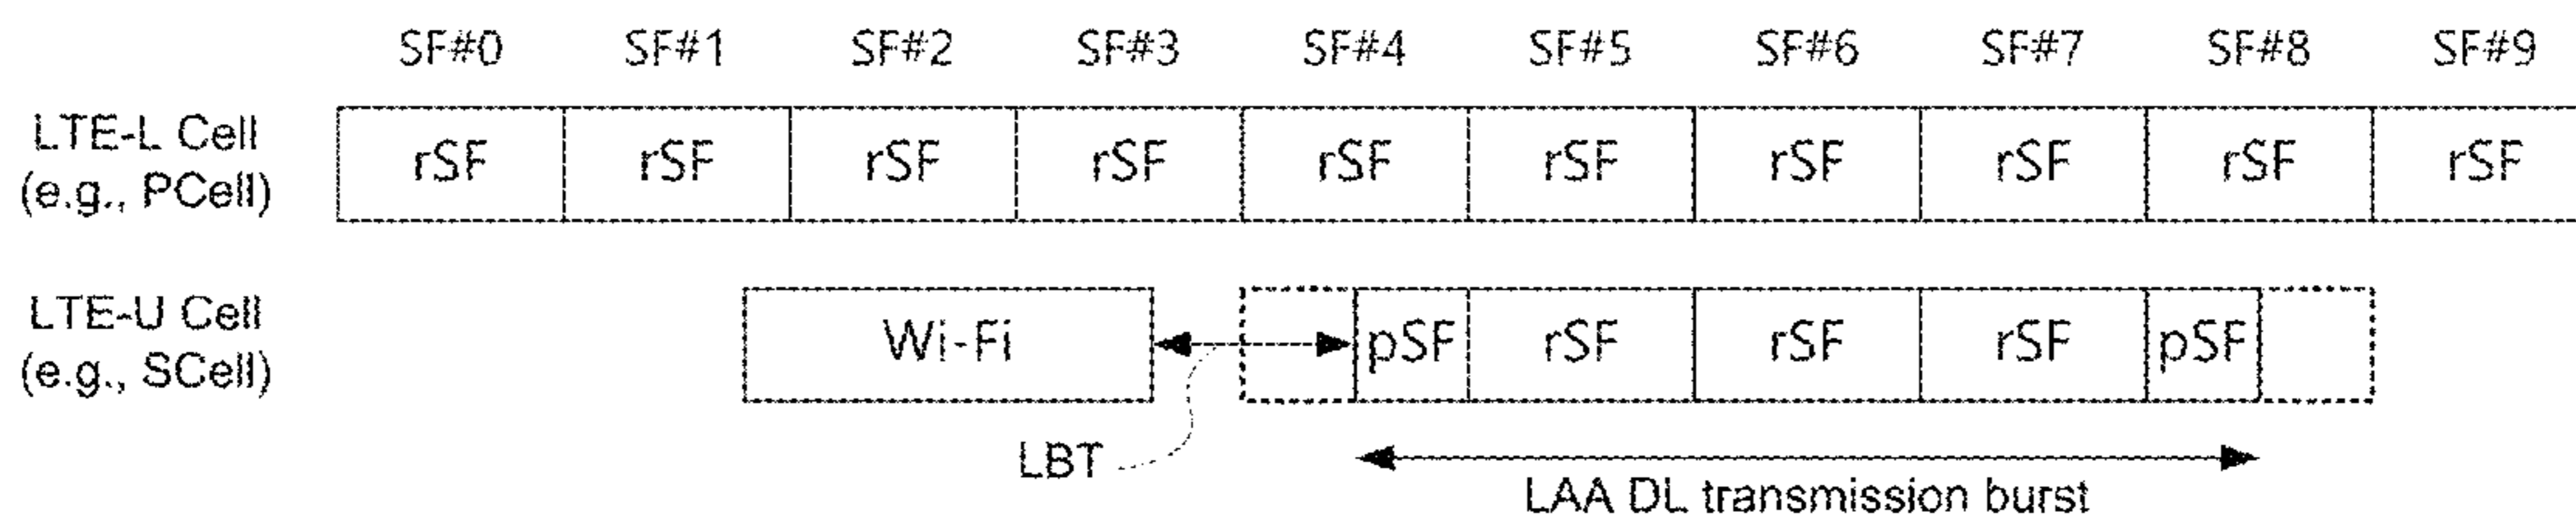 SF#0 SF#1 SF#2 SF#3 SF#4 SF#5 SF#6 SF#7 SF#8 SF#9
LTE-L Cell
(e.g., PCell)
rSF rSF rSF rSF rSF rSF rSF rSF rSF rSF
LTE-U Cell
(e.g., SCell)
Wi-Fi pSF rSF rSF rSF pSF
LBT
LAA DL transmission burst